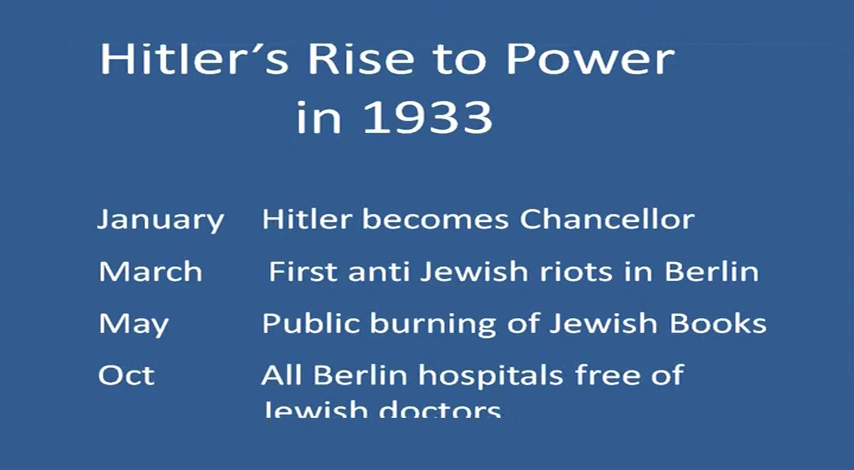 Hitler's Rise to Power
in 1933
January Hitler becomes Chancellor
March First anti Jewish riots in Berlin
May Public burning of Jewish Books
Oct All Berlin hospitals free of
Jewish doctors